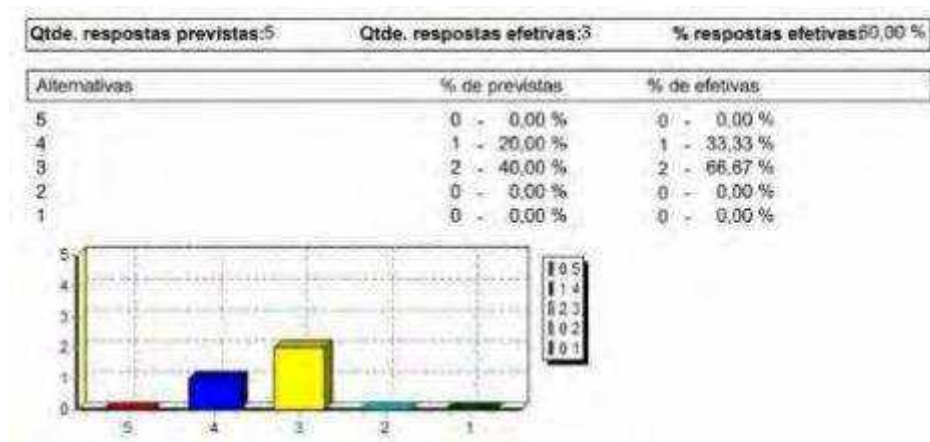 Qtde. respostas previstas:5 Qtde. respostas efetivas:3 % respostas efetivas:60,00 %
Alternativas % de previstas % de efetivas
5 0 - 0,00 % 0 - 0,00 %
4 1 - 20,00 % 1 - 33,33 %
3 2 - 40,00 % 2 - 66,67 %
2 0 - 0,00 % 0 - 0,00 %
1 0 - 0,00 % 0 - 0,00 %
5
4
3
2
1
0
5 4 3 2 1
0 5
1 4
2 3
0 2
0 1